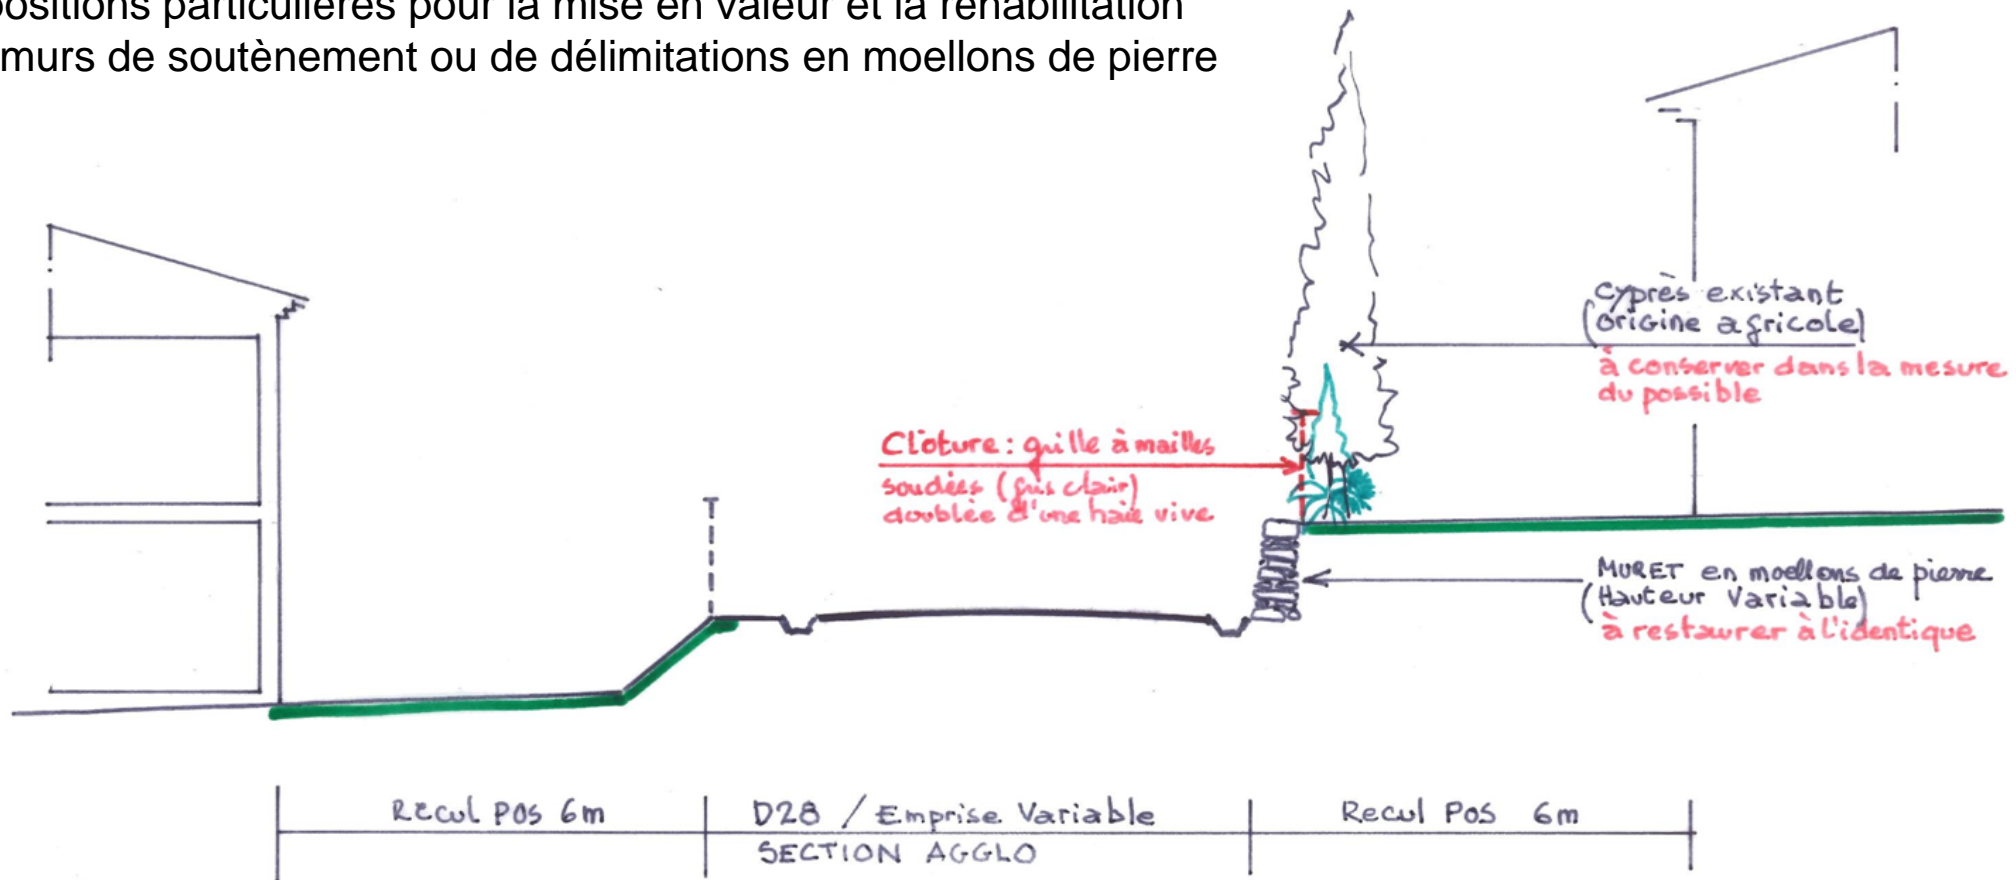 positions particulières pour la mise en valeur et la réhabilitation
murs de soutènement ou de délimitations en moellons de pierre
Cyprès existant
(origine agricole)
à conserver dans la mesure
du possible
Clôture : grille à mailles
soudées (gris clair)
doublée d'une haie vive
MURET en moellons de pierre
(Hauteur Variable)
à restaurer à l'identique
Recul POS 6m
D28 / Emprise Variable
Recul POS 6m
SECTION AGGLO